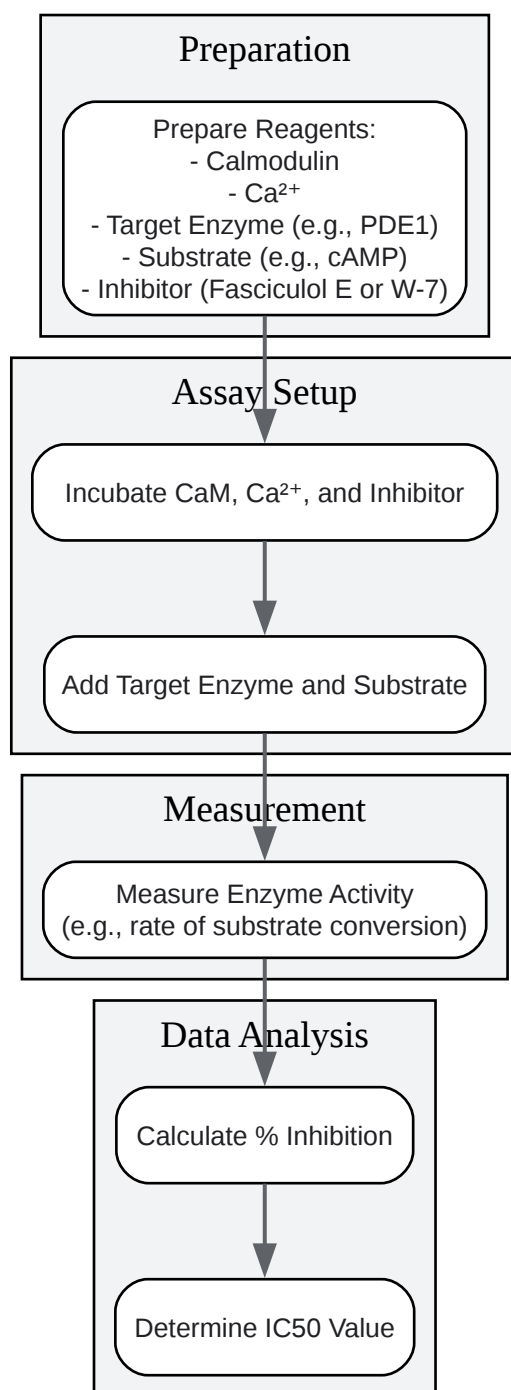 Preparation
Prepare Reagents:
- Calmodulin
- Ca²⁺
- Target Enzyme (e.g., PDE1)
- Substrate (e.g., cAMP)
- Inhibitor (Fasciculol E or W-7)
Assay Setup
Incubate CaM, Ca²⁺, and Inhibitor
Add Target Enzyme and Substrate
Measurement
Measure Enzyme Activity
(e.g., rate of substrate conversion)
Data Analysis
Calculate % Inhibition
Determine IC50 Value